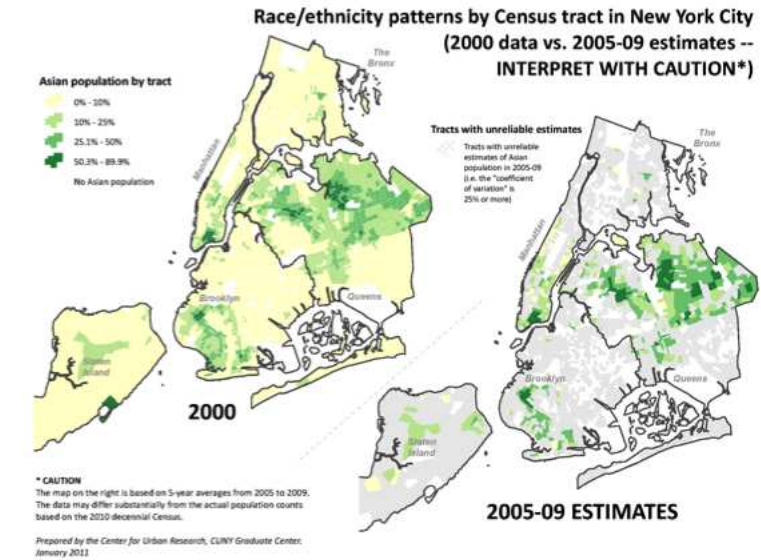 Race/ethnicity patterns by Census tract in New York City
(2000 data vs. 2005-09 estimates --
INTERPRET WITH CAUTION*)
Asian population by tract
0% - 10%
10% - 25%
25.1% - 50%
50.3% - 89.9%
No Asian population
The
Bronx
Manhattan
Brooklyn
Queens
Staten
Island
2000
Tracts with unreliable estimates
Tracts with unreliable
estimates of Asian
population in 2005-09
(i.e. the "coefficient
of variation" is
25% or more)
The
Bronx
Manhattan
Brooklyn
Queens
Staten
Island
2005-09 ESTIMATES
* CAUTION
The map on the right is based on 5-year averages from 2005 to 2009.
The data may differ substantially from the actual population counts
based on the 2010 decennial Census.
Prepared by the Center for Urban Research, CUNY Graduate Center.
January 2011